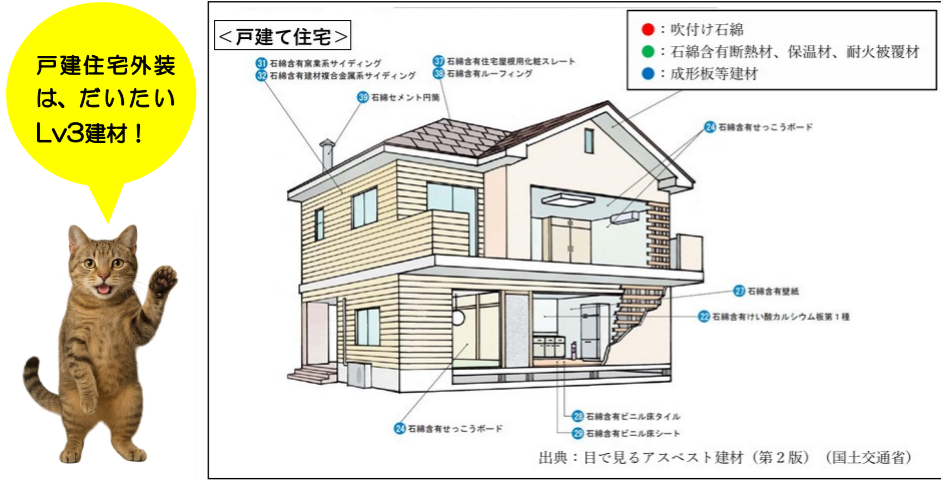 戸建住宅外装
は、だいたい
Lv3建材！
＜戸建て住宅＞
●：吹付け石綿
●：石綿含有断熱材、保温材、耐火被覆材
●：成形板等建材
31 石綿含有窯業系サイディング
32 石綿含有建材複合金属系サイディング
37 石綿含有住宅屋根用化粧スレート
38 石綿含有ルーフィング
39 石綿セメント円筒
24 石綿含有せっこうボード
27 石綿含有壁紙
22 石綿含有けい酸カルシウム板第１種
24 石綿含有せっこうボード
28 石綿含有ビニル床タイル
29 石綿含有ビニル床シート
出典：目で見るアスベスト建材（第２版）（国土交通省）